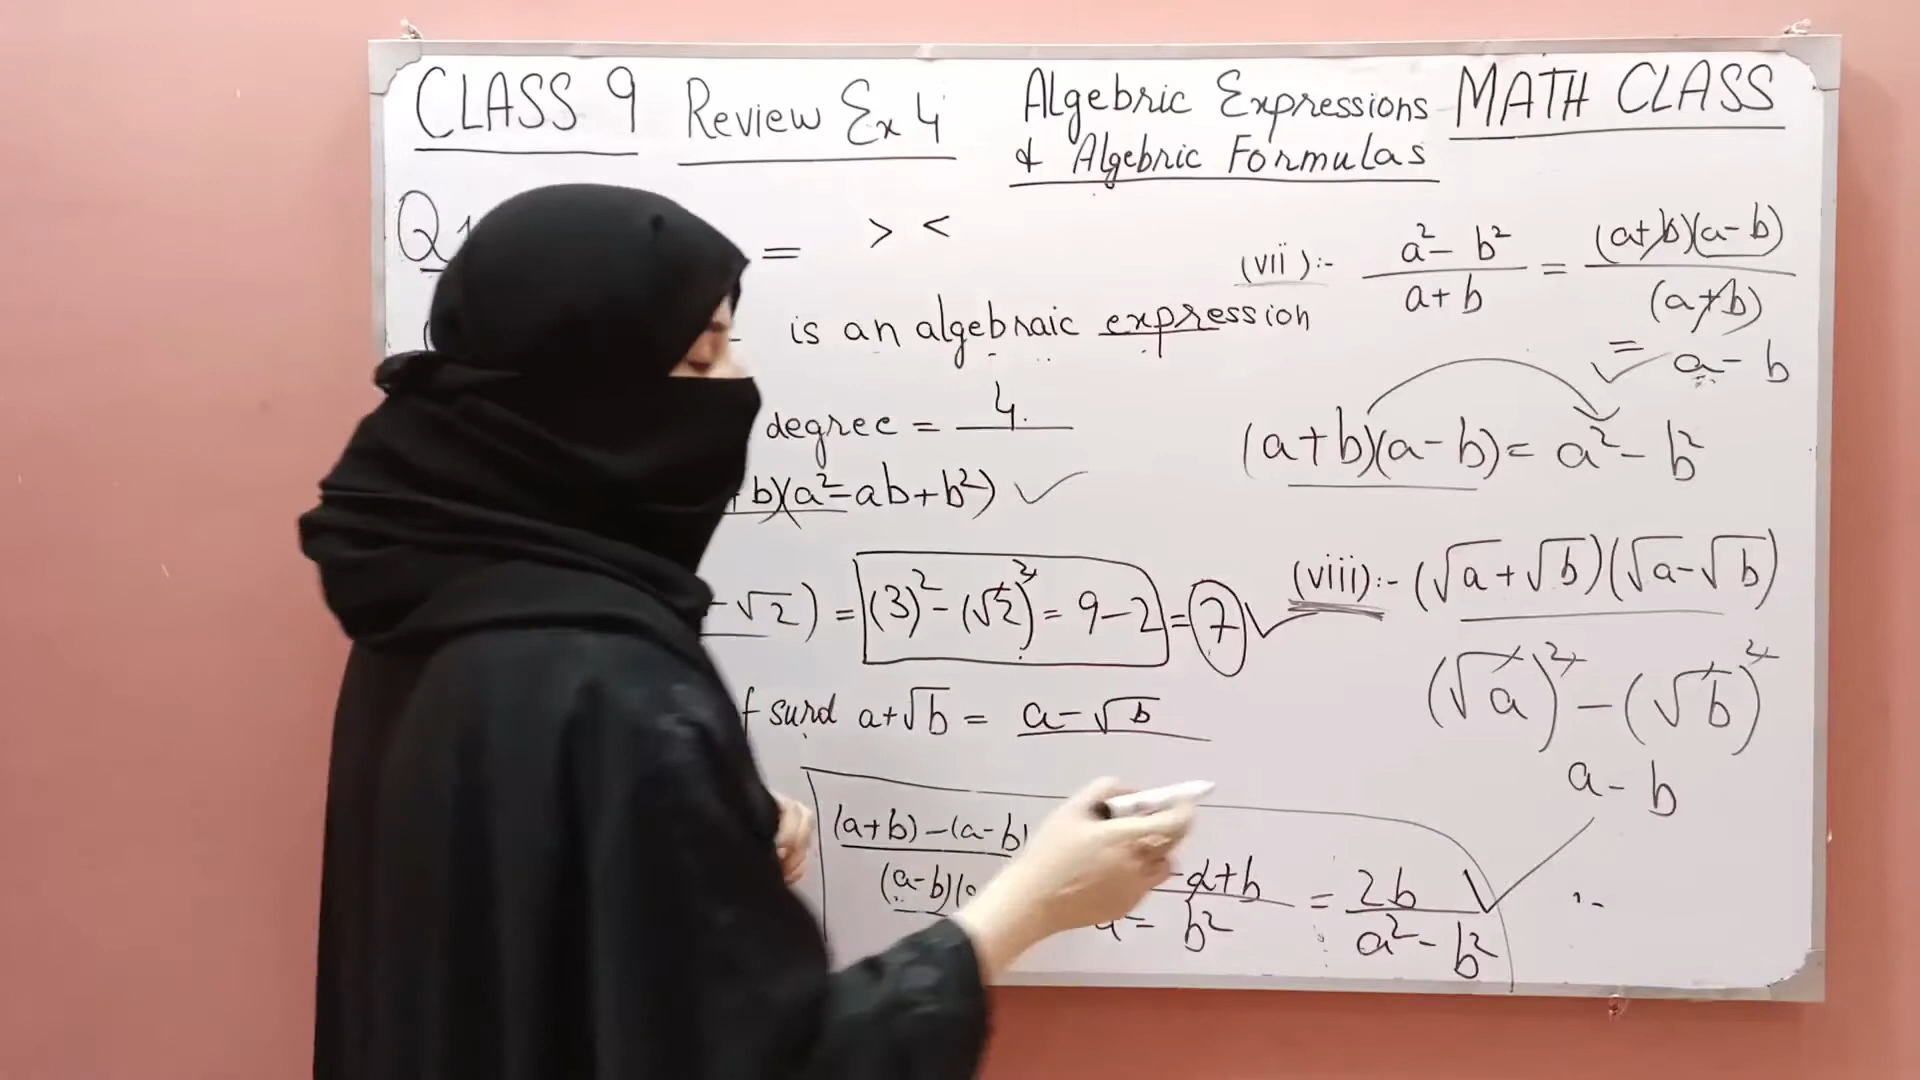 CLASS 9
Review Ex 4
Algebric Expressions
& Algebric Formulas
MATH CLASS
Q1
= > <
is an algebraic expression
degree = 4
b)(a²-ab+b²) ✓
-√2) = (3)² - (√2)² = 9-2 = 7 ✓
f surd a+√b = a-√b
(a+b)-(a-b)
(a-b)(
-a+b
- b²
= 2b
a² - b²
(vii):- a² - b² / a+b = (a+b)(a-b) / (a+b)
= a - b
(a+b)(a-b) = a² - b²
(viii):- (√a+√b)(√a-√b)
(√a)² - (√b)²
a - b